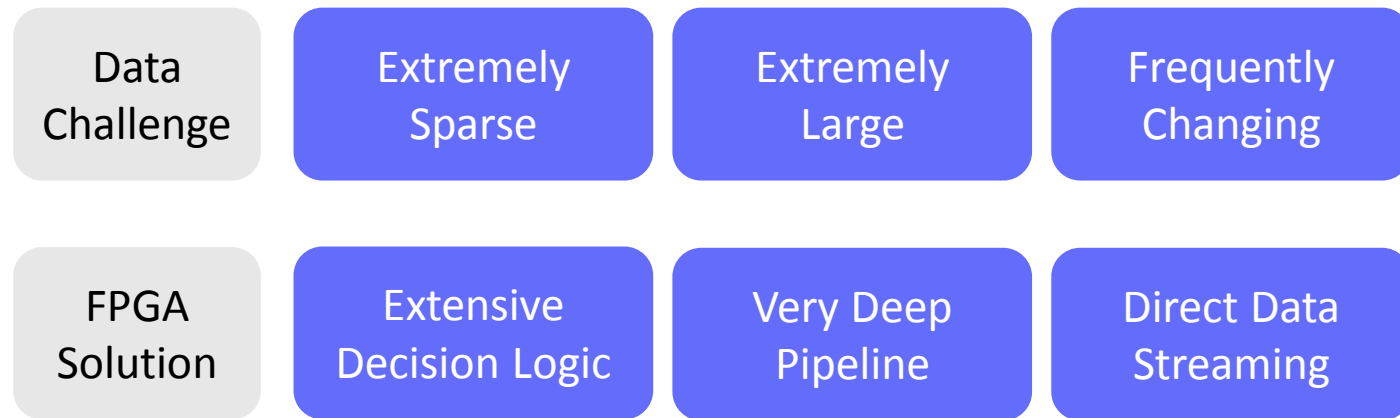 Data
Challenge
Extremely
Sparse
Extremely
Large
Frequently
Changing
FPGA
Solution
Extensive
Decision Logic
Very Deep
Pipeline
Direct Data
Streaming